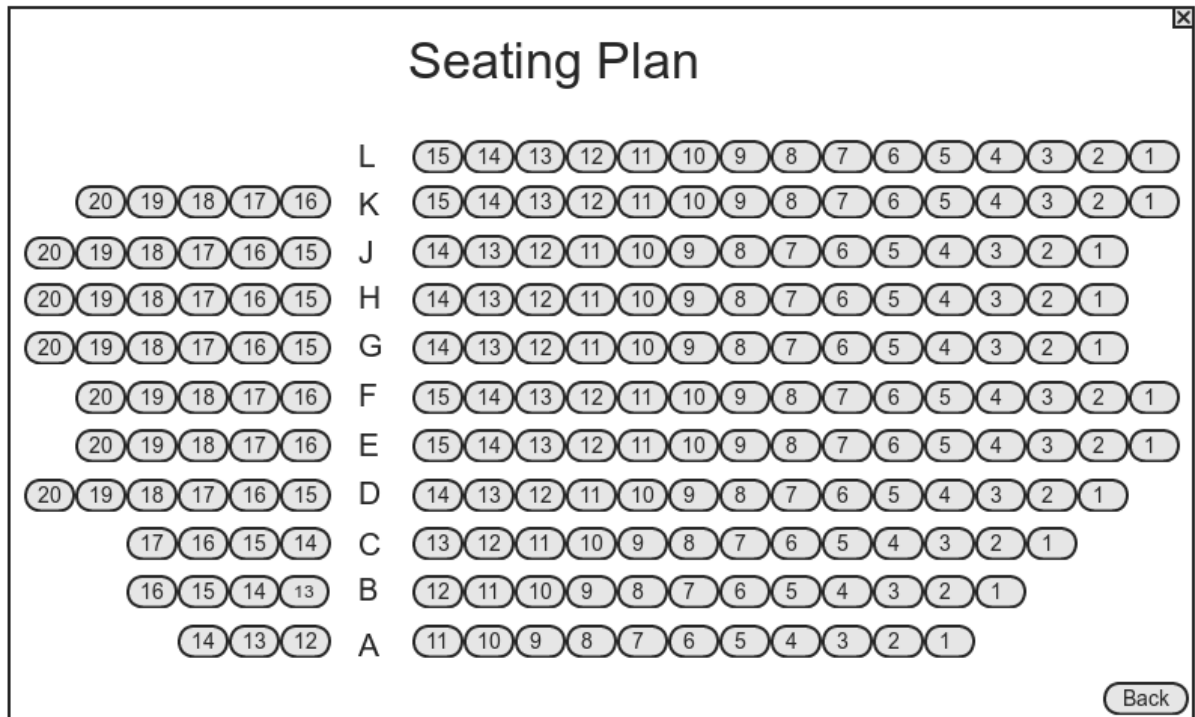 Seating Plan
L 15 14 13 12 11 10 9 8 7 6 5 4 3 2 1
20 19 18 17 16 K 15 14 13 12 11 10 9 8 7 6 5 4 3 2 1
20 19 18 17 16 15 J 14 13 12 11 10 9 8 7 6 5 4 3 2 1
20 19 18 17 16 15 H 14 13 12 11 10 9 8 7 6 5 4 3 2 1
20 19 18 17 16 15 G 14 13 12 11 10 9 8 7 6 5 4 3 2 1
20 19 18 17 16 F 15 14 13 12 11 10 9 8 7 6 5 4 3 2 1
20 19 18 17 16 E 15 14 13 12 11 10 9 8 7 6 5 4 3 2 1
20 19 18 17 16 15 D 14 13 12 11 10 9 8 7 6 5 4 3 2 1
17 16 15 14 C 13 12 11 10 9 8 7 6 5 4 3 2 1
16 15 14 13 B 12 11 10 9 8 7 6 5 4 3 2 1
14 13 12 A 11 10 9 8 7 6 5 4 3 2 1
Back